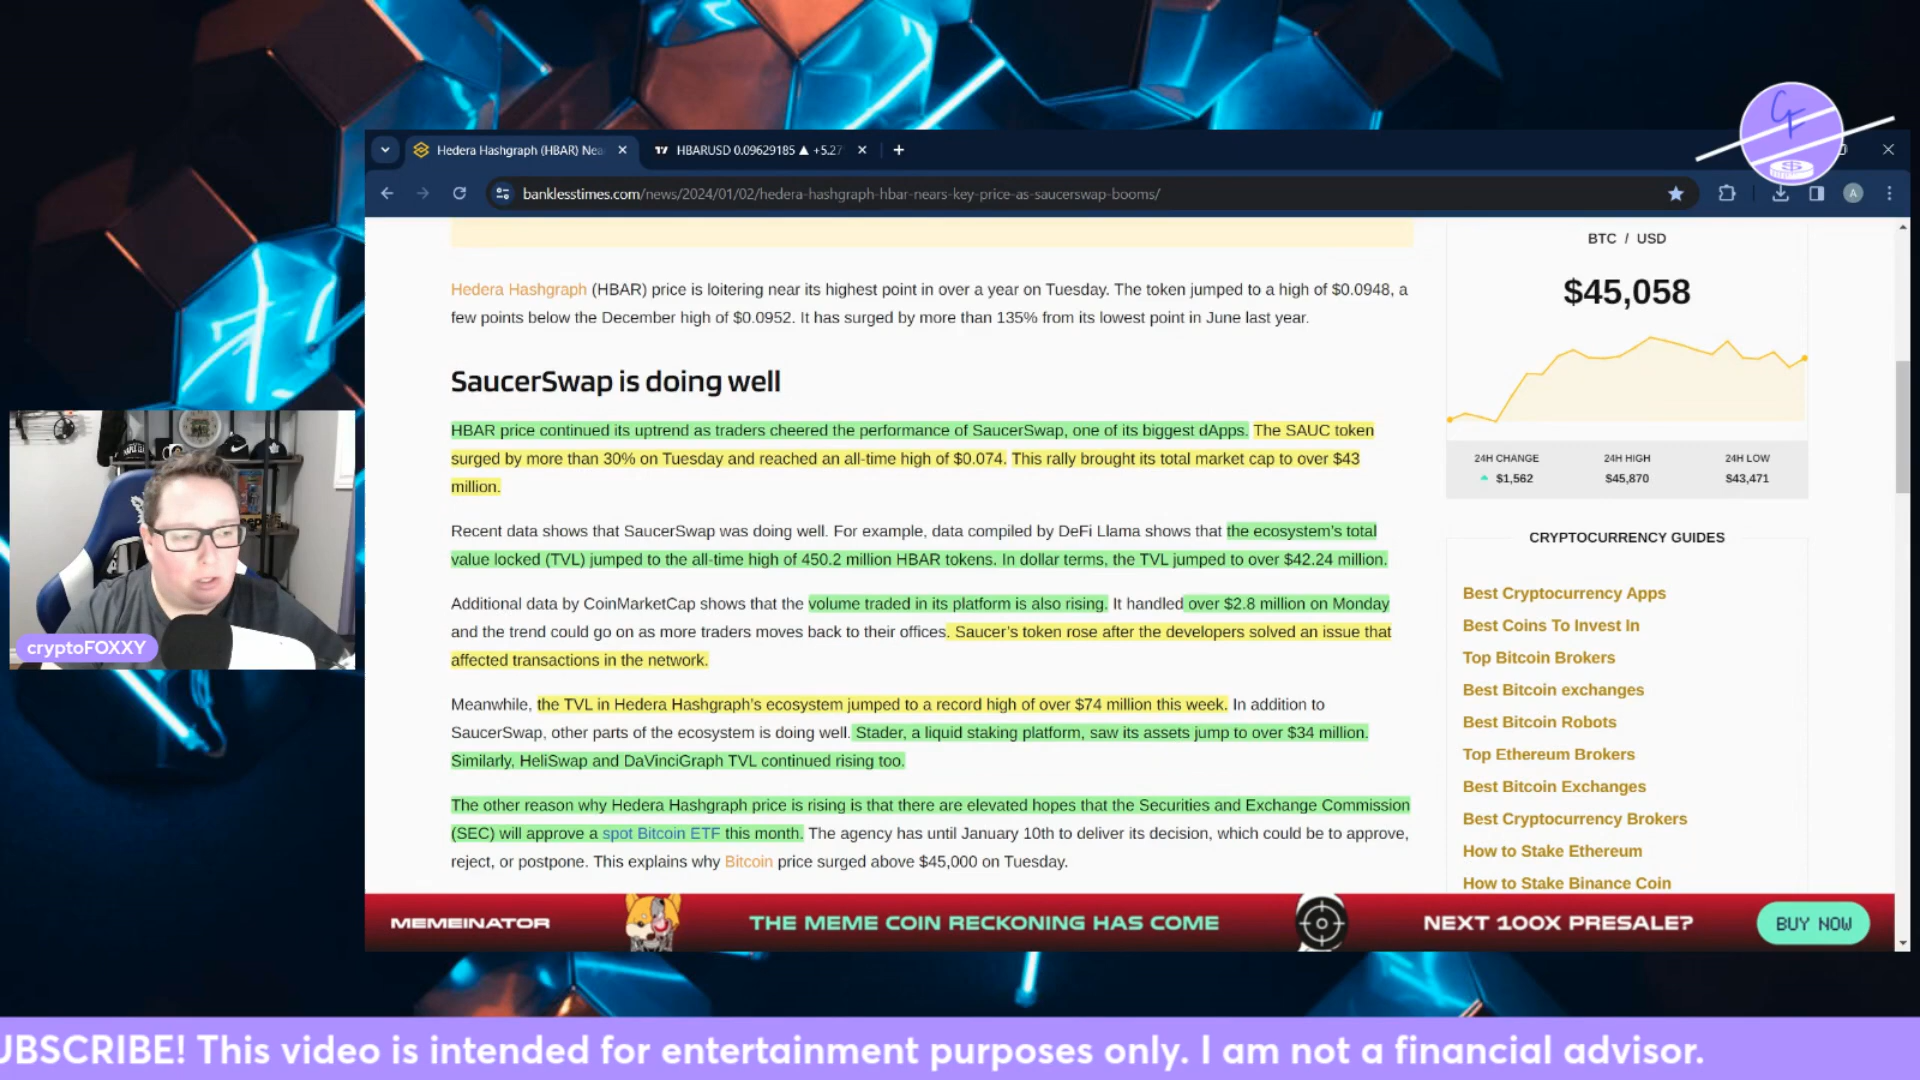 Hedera Hashgraph (HBAR) Nea
HBARUSD 0.09629185 ▲ +5.27
banklesstimes.com/news/2024/01/02/hedera-hashgraph-hbar-nears-key-price-as-saucerswap-booms/
A
Hedera Hashgraph (HBAR) price is loitering near its highest point in over a year on Tuesday. The token jumped to a high of $0.0948, a
few points below the December high of $0.0952. It has surged by more than 135% from its lowest point in June last year.
SaucerSwap is doing well
HBAR price continued its uptrend as traders cheered the performance of SaucerSwap, one of its biggest dApps. The SAUC token
surged by more than 30% on Tuesday and reached an all-time high of $0.074. This rally brought its total market cap to over $43
million.
Recent data shows that SaucerSwap was doing well. For example, data compiled by DeFi Llama shows that the ecosystem's total
value locked (TVL) jumped to the all-time high of 450.2 million HBAR tokens. In dollar terms, the TVL jumped to over $42.24 million.
Additional data by CoinMarketCap shows that the volume traded in its platform is also rising. It handled over $2.8 million on Monday
and the trend could go on as more traders moves back to their offices. Saucer's token rose after the developers solved an issue that
affected transactions in the network.
Meanwhile, the TVL in Hedera Hashgraph's ecosystem jumped to a record high of over $74 million this week. In addition to
SaucerSwap, other parts of the ecosystem is doing well. Stader, a liquid staking platform, saw its assets jump to over $34 million.
Similarly, HeliSwap and DaVinciGraph TVL continued rising too.
The other reason why Hedera Hashgraph price is rising is that there are elevated hopes that the Securities and Exchange Commission
(SEC) will approve a spot Bitcoin ETF this month. The agency has until January 10th to deliver its decision, which could be to approve,
reject, or postpone. This explains why Bitcoin price surged above $45,000 on Tuesday.
BTC / USD
$45,058
24H CHANGE 24H HIGH 24H LOW
$1,562 $45,870 $43,471
CRYPTOCURRENCY GUIDES
Best Cryptocurrency Apps
Best Coins To Invest In
Top Bitcoin Brokers
Best Bitcoin exchanges
Best Bitcoin Robots
Top Ethereum Brokers
Best Bitcoin Exchanges
Best Cryptocurrency Brokers
How to Stake Ethereum
How to Stake Binance Coin
MEMEINATOR THE MEME COIN RECKONING HAS COME NEXT 100X PRESALE? BUY NOW
cryptoFOXXY
UBSCRIBE! This video is intended for entertainment purposes only. I am not a financial advisor.